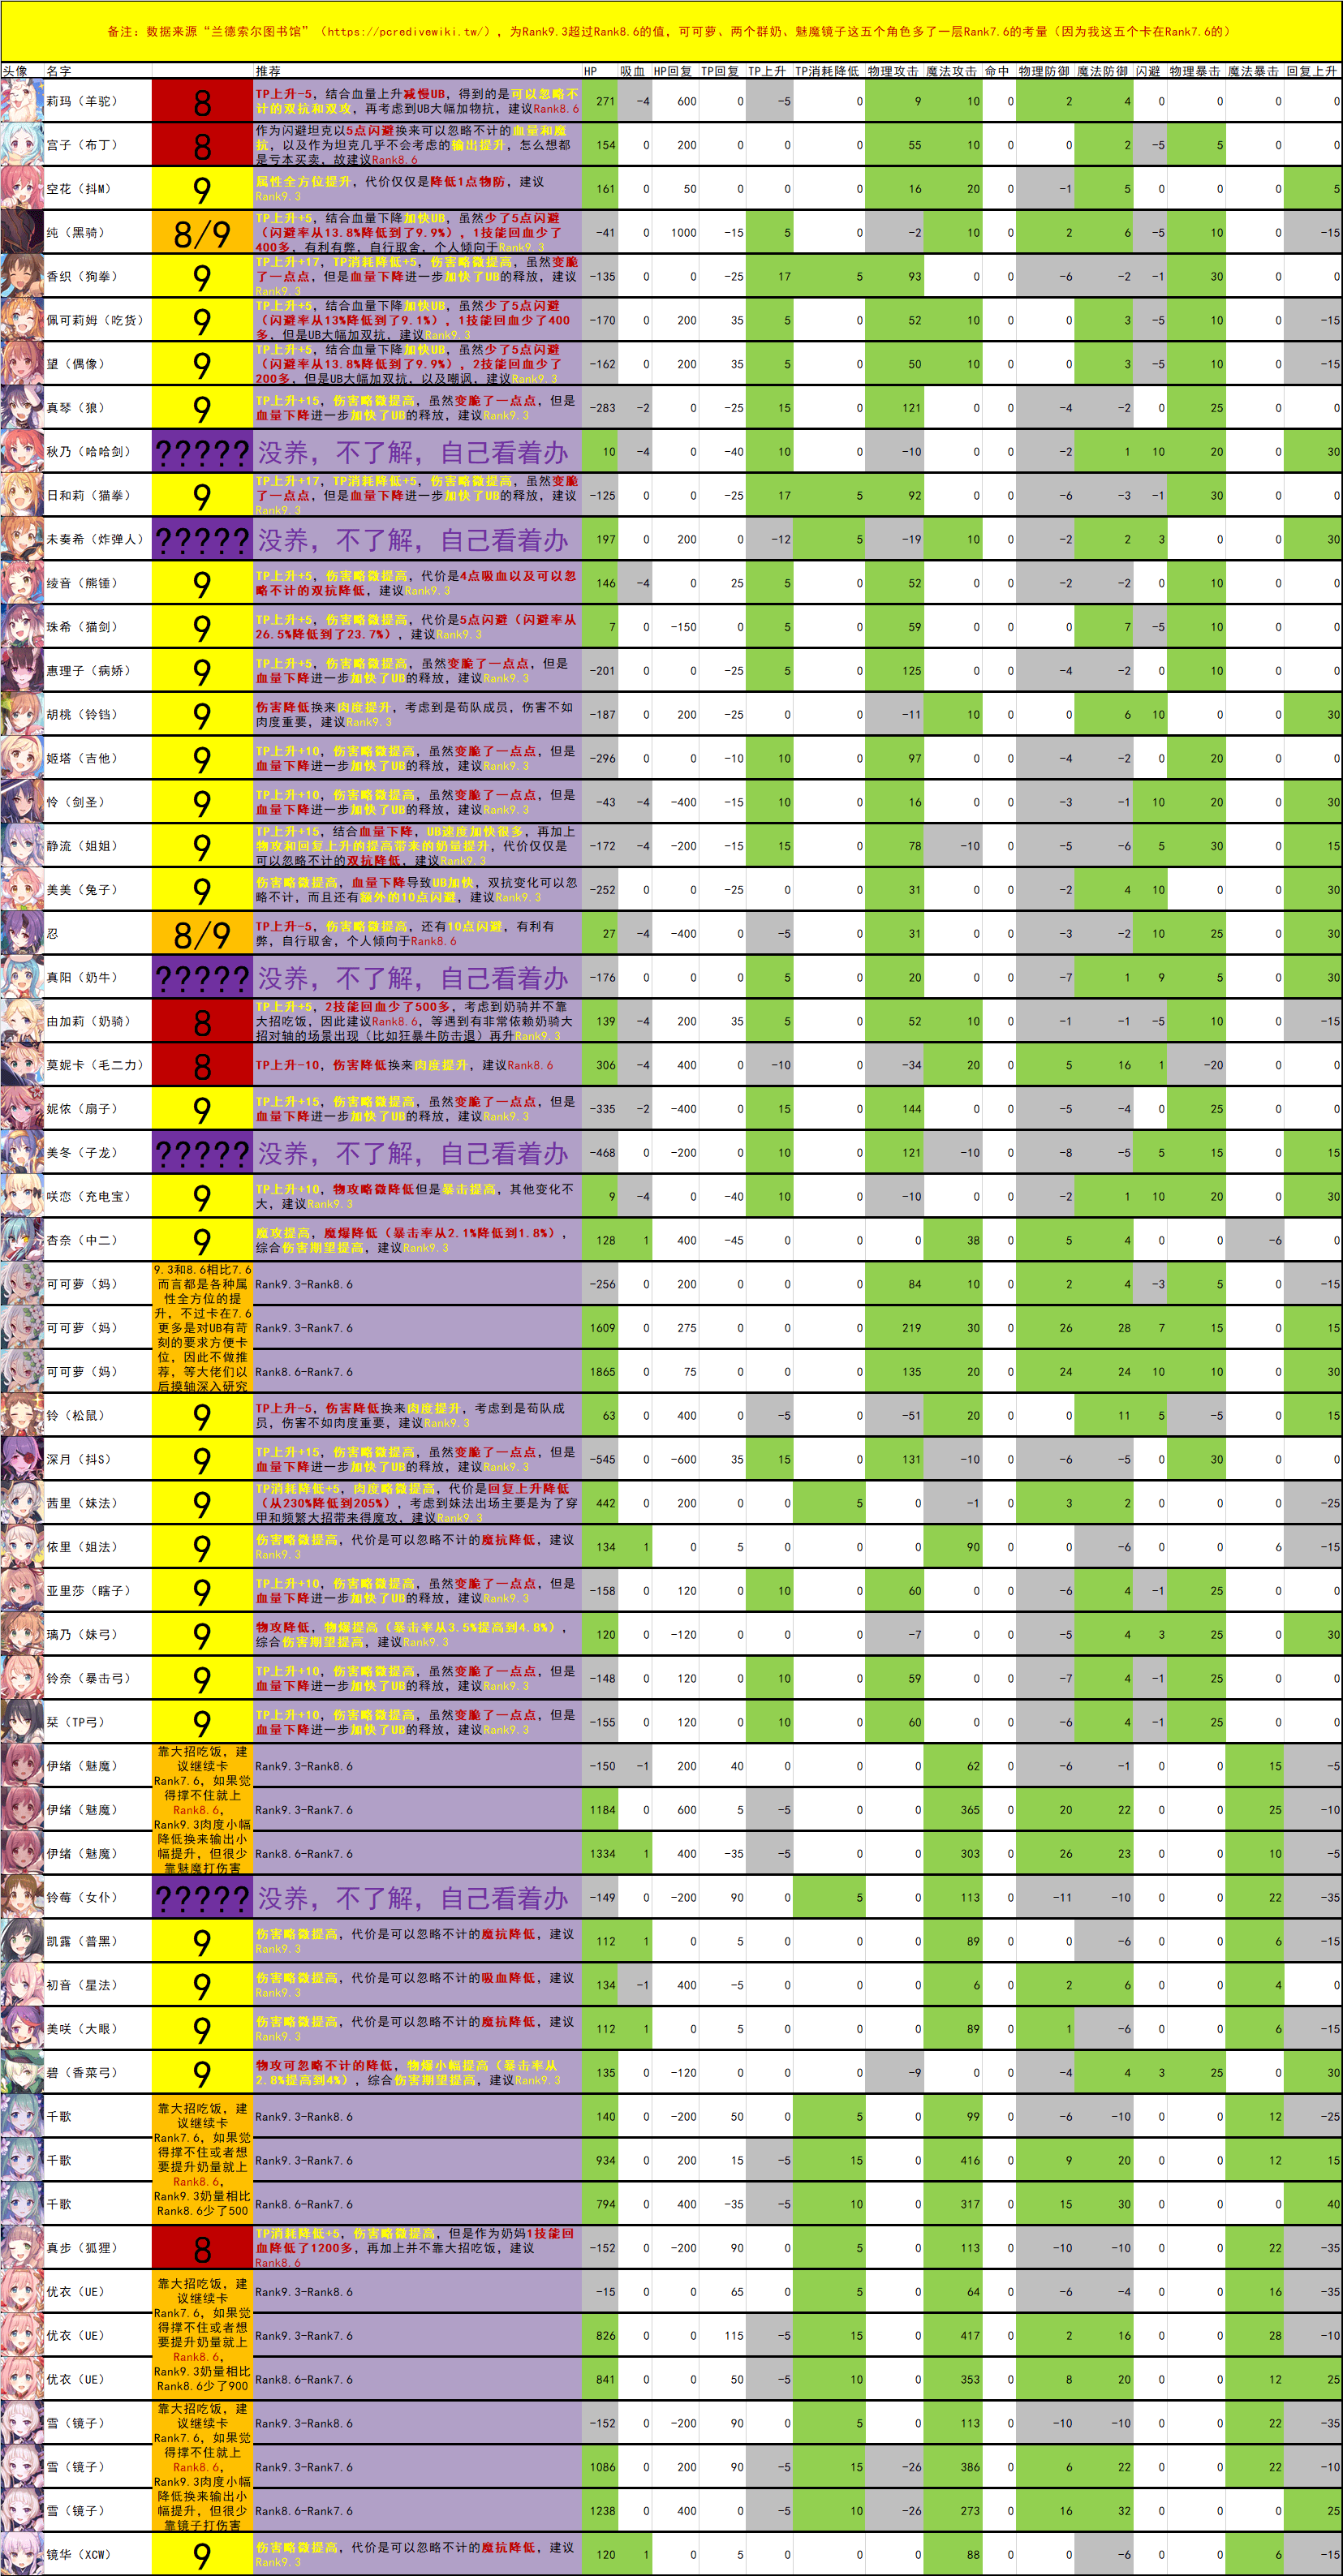 备注: 数据来源“兰德索尔图书馆”（https://pcredivewiki.tw/），为Rank9.3超过Rank8.6的值，可可萝、两个群奶、魅魔镜子这五个角色多了一层Rank7.6的考量（因为我这五个卡在Rank7.6的）
头像 名字 推荐 HP 吸血 HP回复 TP回复 TP上升 TP消耗降低 物理攻击 魔法攻击 命中 物理防御 魔法防御 闪避 物理暴击 魔法暴击 回复上升
莉玛（羊驼） 8 TP上升-5，结合血量上升减慢UB，得到的是可以忽略不计的双抗和双攻，再考虑到UB大幅加物抗，建议Rank8.6 271 -4 600 0 -5 0 9 10 0 2 4 0 0 0 0
宫子（布丁） 8 作为闪避坦克以5点闪避换来可以忽略不计的血量和魔抗，以及作为坦克几乎不会考虑的输出提升，怎么想都是亏本买卖，故建议Rank8.6 154 0 200 0 0 0 55 10 0 0 2 -5 5 0 0
空花（抖M） 9 属性全方位提升，代价仅仅是降低1点物防，建议Rank9.3 161 0 50 0 0 0 16 20 0 -1 5 0 0 0 5
纯（黑骑） 8/9 TP上升+5，结合血量下降加快UB，虽然少了5点闪避（闪避率从13.8%降低到了9.9%），1技能回血少了400多，有利有弊，自行取舍，个人倾向于Rank9.3 -41 0 1000 -15 5 0 -2 10 0 2 6 -5 10 0 -15
香织（狗拳） 9 TP上升+17，TP消耗降低+5，伤害略微提高，虽然变脆了一点点，但是血量下降进一步加快了UB的释放，建议Rank9.3 -135 0 0 -25 17 5 93 0 0 -6 -2 -1 30 0 0
佩可莉姆（吃货） 9 TP上升+5，结合血量下降加快UB，虽然少了5点闪避（闪避率从13%降低到了9.1%），1技能回血少了400多，但是UB大幅加双抗，建议Rank9.3 -170 0 200 35 5 0 52 10 0 0 3 -5 10 0 -15
望（偶像） 9 TP上升+5，结合血量下降加快UB，虽然少了5点闪避（闪避率从13.8%降低到了9.9%），2技能回血少了200多，但是UB大幅加双抗，以及嘲讽，建议Rank9.3 -162 0 200 35 5 0 50 10 0 0 3 -5 10 0 -15
真琴（狼） 9 TP上升+15，伤害略微提高，虽然变脆了一点点，但是血量下降进一步加快了UB的释放，建议Rank9.3 -283 -2 0 -25 15 0 121 0 0 -4 -2 0 25 0 0
秋乃（哈哈剑） ????? 没养，不了解，自己看着办 10 -4 0 -40 10 0 -10 0 0 -2 1 10 20 0 30
日和莉（猫拳） 9 TP上升+17，TP消耗降低+5，伤害略微提高，虽然变脆了一点点，但是血量下降进一步加快了UB的释放，建议Rank9.3 -125 0 0 -25 17 5 92 0 0 -6 -3 -1 30 0 0
未奏希（炸弹人） ????? 没养，不了解，自己看着办 197 0 200 0 -12 5 -19 10 0 -2 2 3 0 0 30
绫音（熊锤） 9 TP上升+5，伤害略微提高，代价是4点吸血以及可以忽略不计的双抗降低，建议Rank9.3 146 -4 0 25 5 0 52 0 0 -2 -2 0 10 0 0
珠希（猫剑） 9 TP上升+5，伤害略微提高，代价是5点闪避（闪避率从26.5%降低到了23.7%），建议Rank9.3 7 0 -150 0 5 0 59 0 0 0 7 -5 10 0 0
惠理子（病娇） 9 TP上升+5，伤害略微提高，虽然变脆了一点点，但是血量下降进一步加快了UB的释放，建议Rank9.3 -201 0 0 -25 5 0 125 0 0 -4 -2 0 10 0 0
胡桃（铃铛） 9 伤害降低换来肉度提升，考虑到是苟队成员，伤害不如肉度重要，建议Rank9.3 -187 0 200 -25 0 0 -11 10 0 0 6 10 0 0 30
姬塔（吉他） 9 TP上升+10，伤害略微提高，虽然变脆了一点点，但是血量下降进一步加快了UB的释放，建议Rank9.3 -296 0 0 -10 10 0 97 0 0 -4 -2 0 20 0 0
怜（剑圣） 9 TP上升+10，伤害略微提高，虽然变脆了一点点，但是血量下降进一步加快了UB的释放，建议Rank9.3 -43 -4 -400 -15 10 0 16 0 0 -3 -1 10 20 0 30
静流（姐姐） 9 TP上升+15，结合血量下降，UB速度加快很多，再加上物攻和回复上升的提高带来的奶量提升，代价仅仅是可以忽略不计的双抗降低，建议Rank9.3 -172 -4 -200 -15 15 0 78 -10 0 -5 -6 5 30 0 15
美美（兔子） 9 伤害略微提高，血量下降导致UB加快，双抗变化可以忽略不计，而且还有额外的10点闪避，建议Rank9.3 -252 0 0 -25 0 0 31 0 0 -2 4 10 0 0 30
忍 8/9 TP上升-5，伤害略微提高，还有10点闪避，有利有弊，自行取舍，个人倾向于Rank8.6 27 -4 -400 0 -5 0 31 0 0 -3 -2 10 25 0 30
真阳（奶牛） ????? 没养，不了解，自己看着办 -176 0 0 0 5 0 20 0 0 -7 1 9 5 0 30
由加莉（奶骑） 8 TP上升+5，2技能回血少了500多，考虑到奶骑并不靠大招吃饭，因此建议Rank8.6，等遇到有非常依赖奶骑大招对轴的场景出现（比如狂暴牛防击退）再升Rank9.3 139 -4 200 35 5 0 52 10 0 -1 -1 -5 10 0 -15
莫妮卡（毛二力） 8 TP上升-10，伤害降低换来肉度提升，建议Rank8.6 306 -4 400 0 -10 0 -34 20 0 5 16 1 -20 0 0
妮侬（扇子） 9 TP上升+15，伤害略微提高，虽然变脆了一点点，但是血量下降进一步加快了UB的释放，建议Rank9.3 -335 -2 -400 0 15 0 144 0 0 -5 -4 0 25 0 0
美冬（子龙） ????? 没养，不了解，自己看着办 -468 0 -200 0 10 0 121 -10 0 -8 -5 5 15 0 15
咲恋（充电宝） 9 TP上升+10，物攻略微降低但是暴击提高，其他变化不大，建议Rank9.3 9 -4 0 -40 10 0 -10 0 0 -2 1 10 20 0 30
杏奈（中二） 9 魔攻提高，魔爆降低（暴击率从2.1%降低到1.8%），综合伤害期望提高，建议Rank9.3 128 1 400 -45 0 0 0 38 0 5 4 0 0 -6 0
9.3和8.6相比7.6而言都是各种属性全方位的提升，不过卡在7.6更多是对UB有苛刻的要求方便卡位，因此不做推荐，等大佬们以后摸轴深入研究
可可萝（妈） Rank9.3-Rank8.6 -256 0 200 0 0 0 84 10 0 2 4 -3 5 0 -15
可可萝（妈） Rank9.3-Rank7.6 1609 0 275 0 0 0 219 30 0 26 28 7 15 0 15
可可萝（妈） Rank8.6-Rank7.6 1865 0 75 0 0 0 135 20 0 24 24 10 10 0 30
铃（松鼠） 9 TP上升-5，伤害降低换来肉度提升，考虑到是苟队成员，伤害不如肉度重要，建议Rank9.3 63 0 400 0 -5 0 -51 20 0 0 11 5 -5 0 15
深月（抖S） 9 TP上升+15，伤害略微提高，虽然变脆了一点点，但是血量下降进一步加快了UB的释放，建议Rank9.3 -545 0 -600 35 15 0 131 -10 0 -6 -5 0 30 0 0
茜里（妹法） 9 TP消耗降低+5，肉度略微提高，代价是回复上升降低（从230%降低到205%），考虑到妹法出场主要是为了穿甲和频繁大招带来得魔攻，建议Rank9.3 442 0 200 0 0 5 0 -1 0 3 2 0 0 0 -25
依里（姐法） 9 伤害略微提高，代价是可以忽略不计的魔抗降低，建议Rank9.3 134 1 0 5 0 0 0 90 0 0 -6 0 0 6 -15
亚里莎（瞎子） 9 TP上升+10，伤害略微提高，虽然变脆了一点点，但是血量下降进一步加快了UB的释放，建议Rank9.3 -158 0 120 0 10 0 60 0 0 -6 4 -1 25 0 0
璃乃（妹弓） 9 物攻降低，物爆提高（暴击率从3.5%提高到4.8%），综合伤害期望提高，建议Rank9.3 120 0 -120 0 0 0 -7 0 0 -5 4 3 25 0 30
铃奈（暴击弓） 9 TP上升+10，伤害略微提高，虽然变脆了一点点，但是血量下降进一步加快了UB的释放，建议Rank9.3 -148 0 120 0 10 0 59 0 0 -7 4 -1 25 0 0
栞（TP弓） 9 TP上升+10，伤害略微提高，虽然变脆了一点点，但是血量下降进一步加快了UB的释放，建议Rank9.3 -155 0 120 0 10 0 60 0 0 -6 4 -1 25 0 0
靠大招吃饭，建议继续卡Rank7.6，如果觉得撑不住就上Rank8.6，Rank9.3肉度小幅降低换来输出小幅提升，但很少靠魅魔打伤害
伊绪（魅魔） Rank9.3-Rank8.6 -150 -1 200 40 0 0 0 62 0 -6 -1 0 0 15 -5
伊绪（魅魔） Rank9.3-Rank7.6 1184 0 600 5 -5 0 0 365 0 20 22 0 0 25 -10
伊绪（魅魔） Rank8.6-Rank7.6 1334 1 400 -35 -5 0 0 303 0 26 23 0 0 10 -5
铃莓（女仆） ????? 没养，不了解，自己看着办 -149 0 -200 90 0 5 0 113 0 -11 -10 0 0 22 -35
凯露（普黑） 9 伤害略微提高，代价是可以忽略不计的魔抗降低，建议Rank9.3 112 1 0 5 0 0 0 89 0 0 -6 0 0 6 -15
初音（星法） 9 伤害略微提高，代价是可以忽略不计的吸血降低，建议Rank9.3 134 -1 400 -5 0 0 0 6 0 2 6 0 0 4 0
美咲（大眼） 9 伤害略微提高，代价是可以忽略不计的魔抗降低，建议Rank9.3 112 1 0 5 0 0 0 89 0 1 -6 0 0 6 -15
碧（香菜弓） 9 物攻可忽略不计的降低，物爆小幅提高（暴击率从2.8%提高到4%），综合伤害期望提高，建议Rank9.3 135 0 -120 0 0 0 -9 0 0 -4 4 3 25 0 30
靠大招吃饭，建议继续卡Rank7.6，如果觉得撑不住或者想要提升奶量就上Rank8.6，Rank9.3奶量相比Rank8.6少了500
千歌 Rank9.3-Rank8.6 140 0 -200 50 0 5 0 99 0 -6 -10 0 0 12 -25
千歌 Rank9.3-Rank7.6 934 0 200 15 -5 15 0 416 0 9 20 0 0 12 15
千歌 Rank8.6-Rank7.6 794 0 400 -35 -5 10 0 317 0 15 30 0 0 0 40
真步（狐狸） 8 TP消耗降低+5，伤害略微提高，但是作为奶妈1技能回血降低了1200多，再加上并不靠大招吃饭，建议Rank8.6 -152 0 -200 90 0 5 0 113 0 -10 -10 0 0 22 -35
靠大招吃饭，建议继续卡Rank7.6，如果觉得撑不住或者想要提升奶量就上Rank8.6，Rank9.3奶量相比Rank8.6少了900
优衣（UE） Rank9.3-Rank8.6 -15 0 0 65 0 5 0 64 0 -6 -4 0 0 16 -35
优衣（UE） Rank9.3-Rank7.6 826 0 0 115 -5 15 0 417 0 2 16 0 0 28 -10
优衣（UE） Rank8.6-Rank7.6 841 0 0 50 -5 10 0 353 0 8 20 0 0 12 25
靠大招吃饭，建议继续卡Rank7.6，如果觉得撑不住就上Rank8.6，Rank9.3肉度小幅降低换来输出小幅提升，但很少靠镜子打伤害
雪（镜子） Rank9.3-Rank8.6 -152 0 -200 90 0 5 0 113 0 -10 -10 0 0 22 -35
雪（镜子） Rank9.3-Rank7.6 1086 0 200 90 -5 15 -26 386 0 6 22 0 0 22 -10
雪（镜子） Rank8.6-Rank7.6 1238 0 400 0 -5 10 -26 273 0 16 32 0 0 0 25
镜华（XCW） 9 伤害略微提高，代价是可以忽略不计的魔抗降低，建议Rank9.3 120 1 0 5 0 0 0 88 0 0 -6 0 0 6 -15